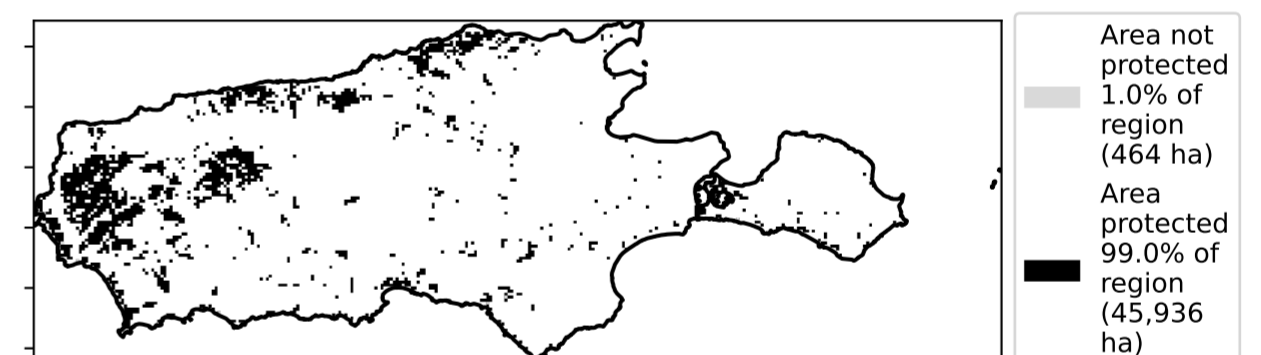 Area not
protected
1.0% of
region
(464 ha)
Area
protected
99.0% of
region
(45,936
ha)